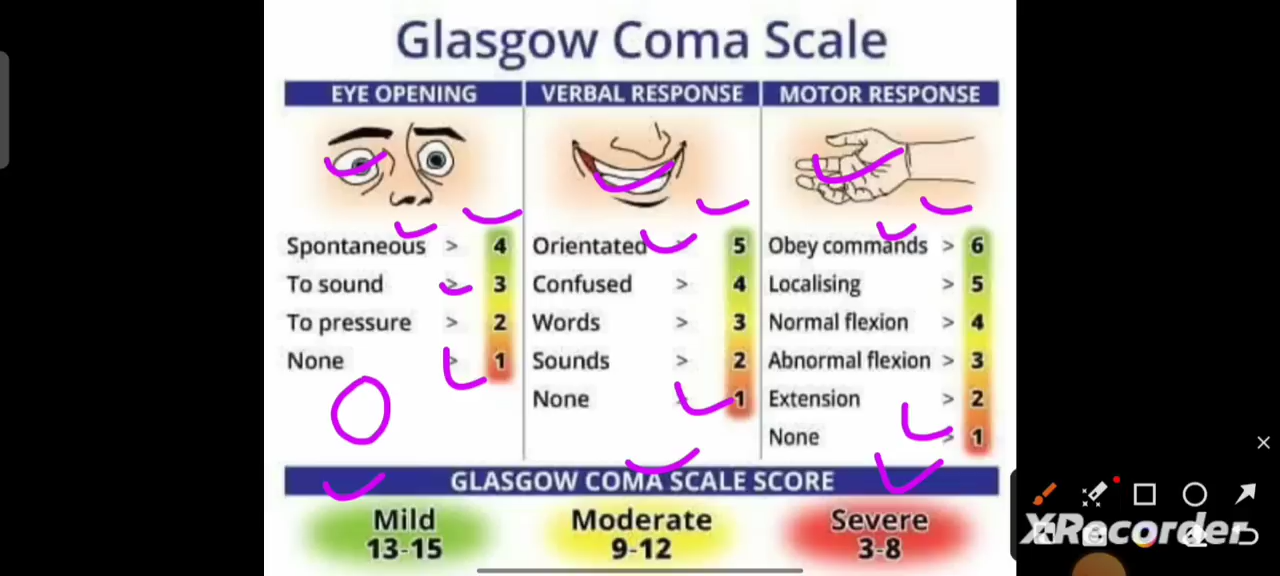 Glasgow Coma Scale
EYE OPENING
Spontaneous > 4
To sound > 3
To pressure > 2
None > 1
VERBAL RESPONSE
Orientated > 5
Confused > 4
Words > 3
Sounds > 2
None > 1
MOTOR RESPONSE
Obey commands > 6
Localising > 5
Normal flexion > 4
Abnormal flexion > 3
Extension > 2
None > 1
GLASGOW COMA SCALE SCORE
Mild
13-15
Moderate
9-12
Severe
3-8
XRecorder